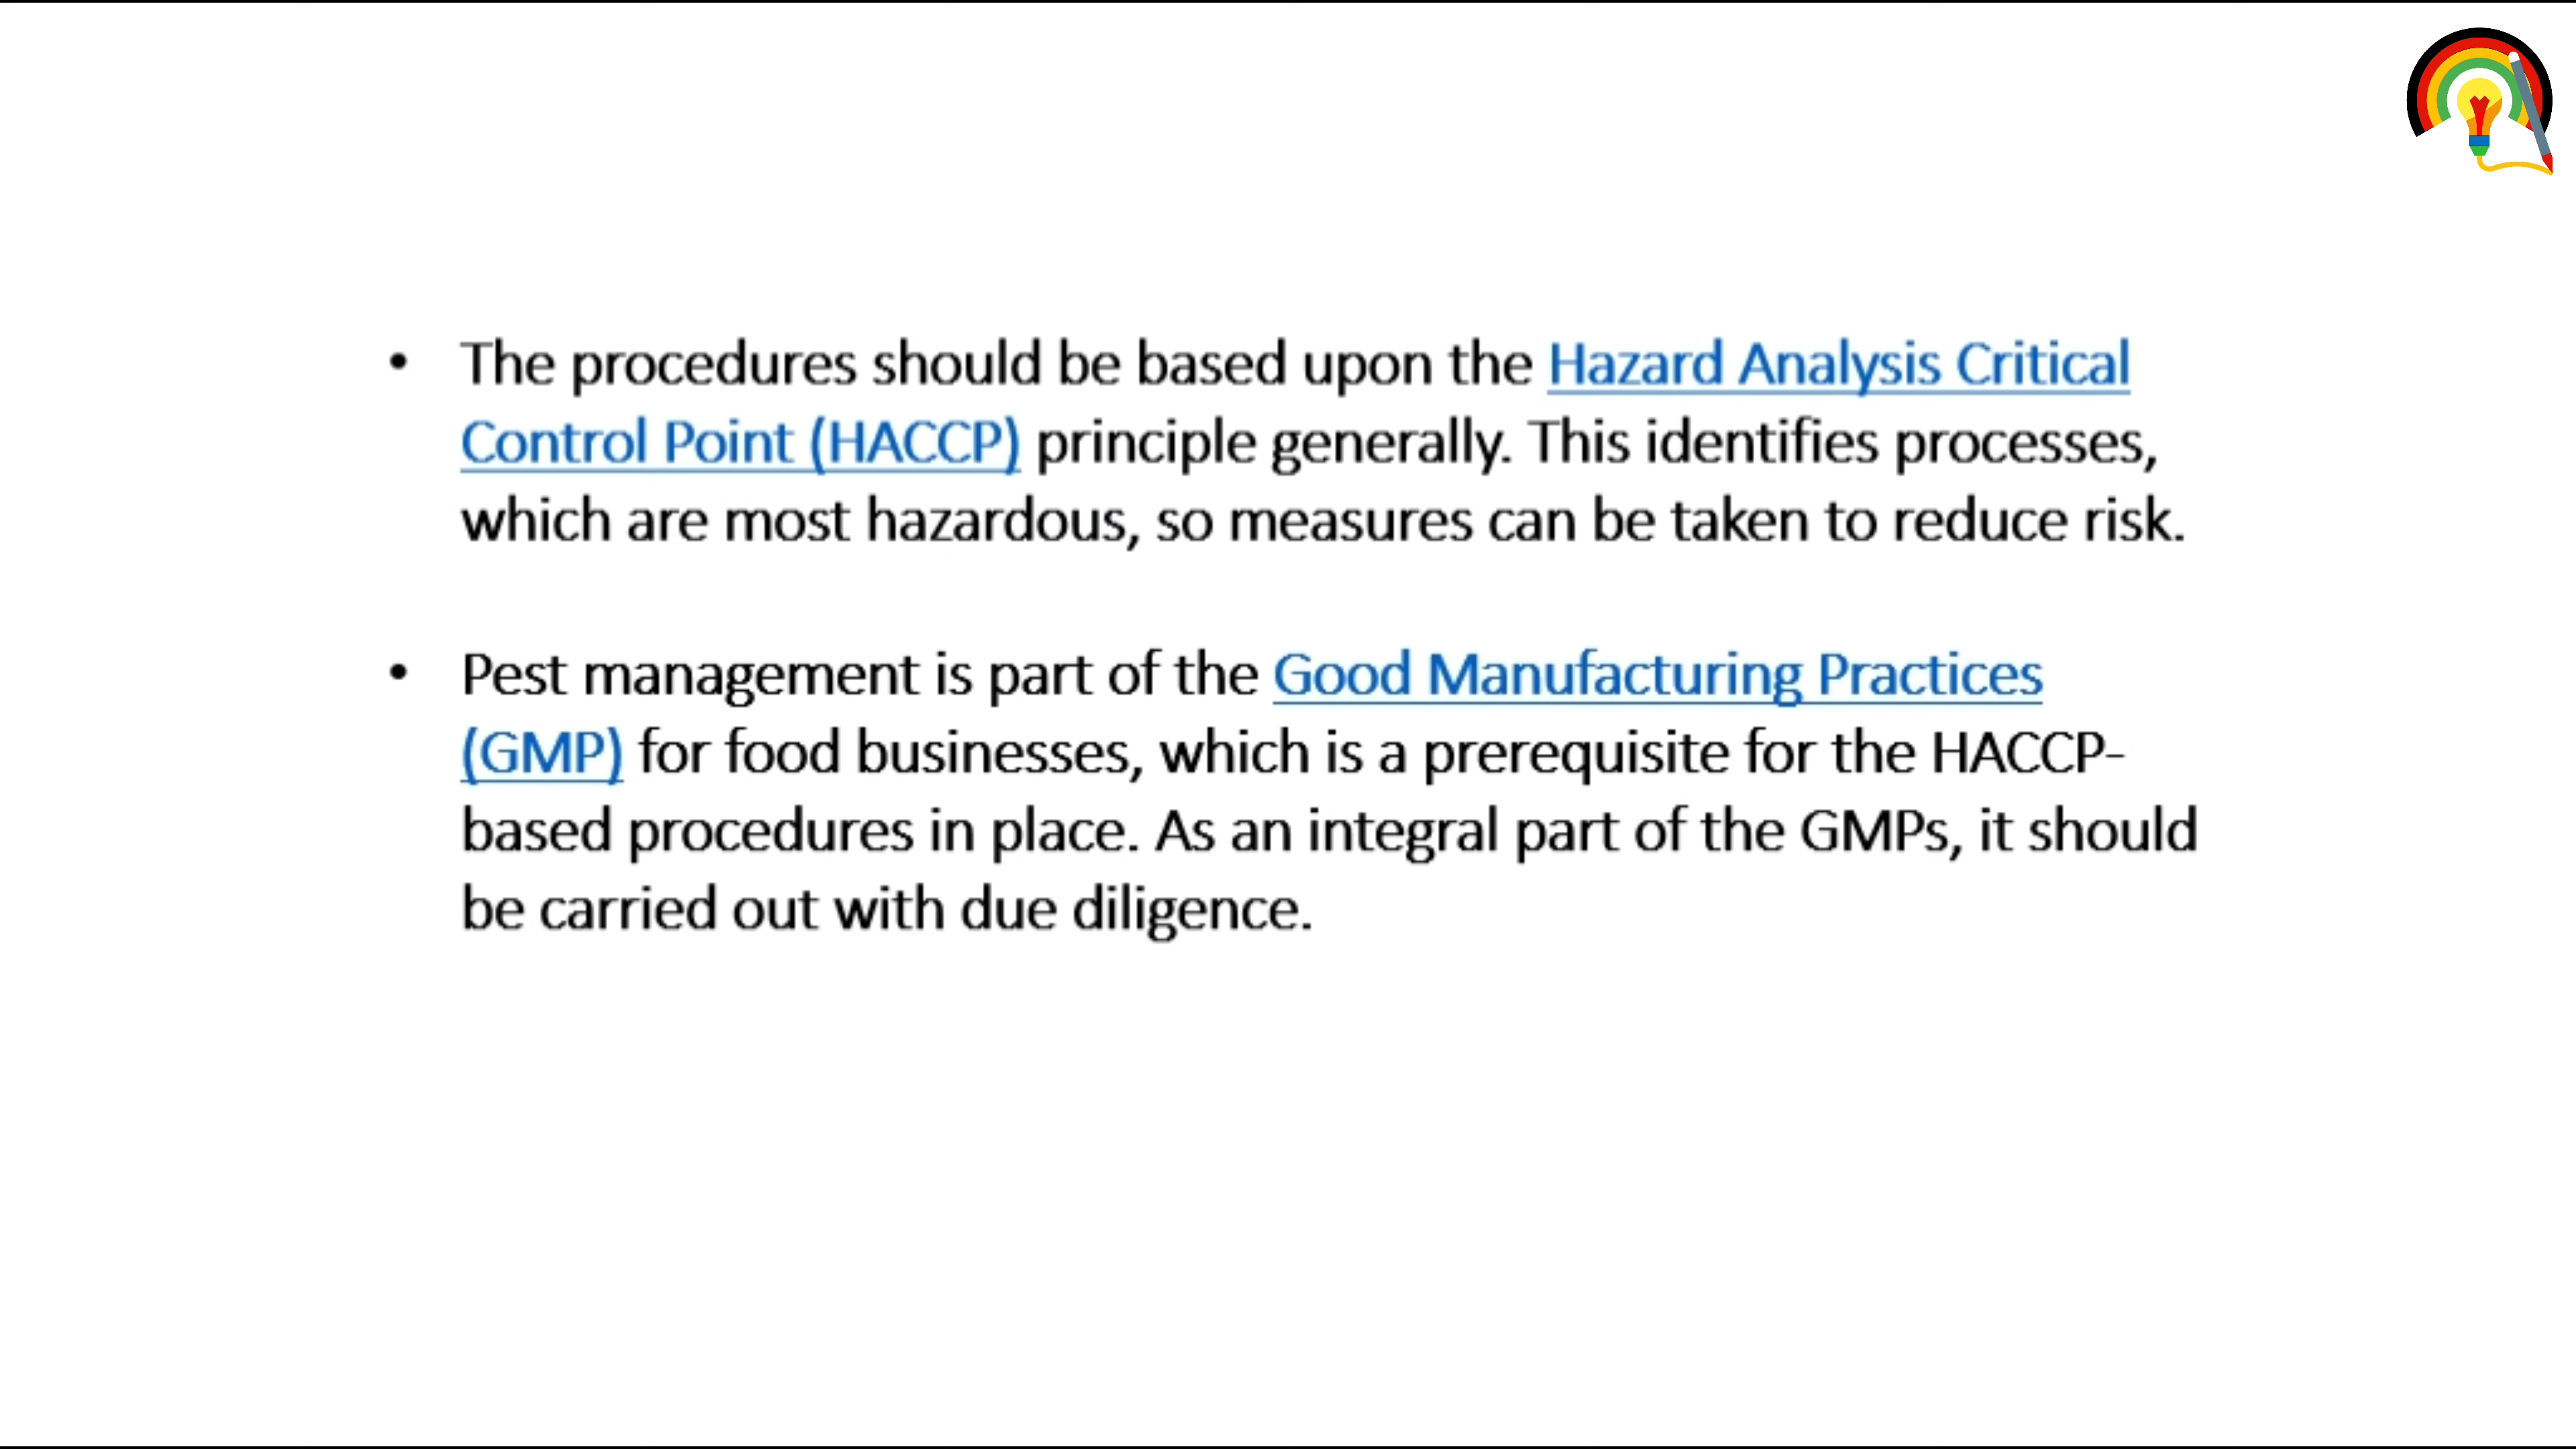 • The procedures should be based upon the Hazard Analysis Critical
Control Point (HACCP) principle generally. This identifies processes,
which are most hazardous, so measures can be taken to reduce risk.
• Pest management is part of the Good Manufacturing Practices
(GMP) for food businesses, which is a prerequisite for the HACCP-
based procedures in place. As an integral part of the GMPs, it should
be carried out with due diligence.